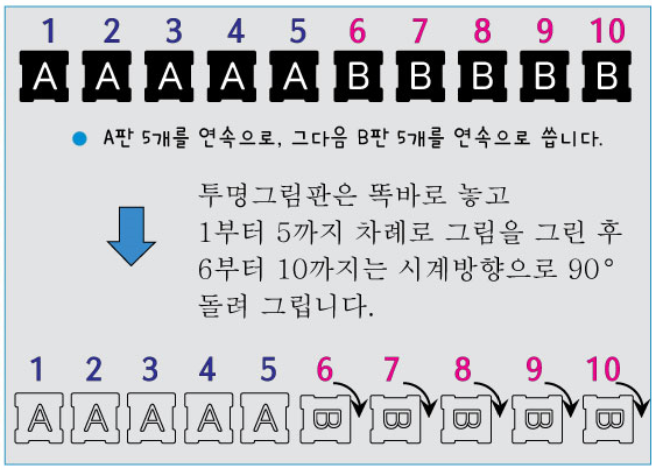 1 2 3 4 5 6 7 8 9 10
A A A A A B B B B B
A판 5개를 연속으로, 그다음 B판 5개를 연속으로 씁니다.
투명그림판은 똑바로 놓고
1부터 5까지 차례로 그림을 그린 후
6부터 10까지는 시계방향으로 90°
돌려 그립니다.
1 2 3 4 5 6 7 8 9 10
A A A A A B B B B B